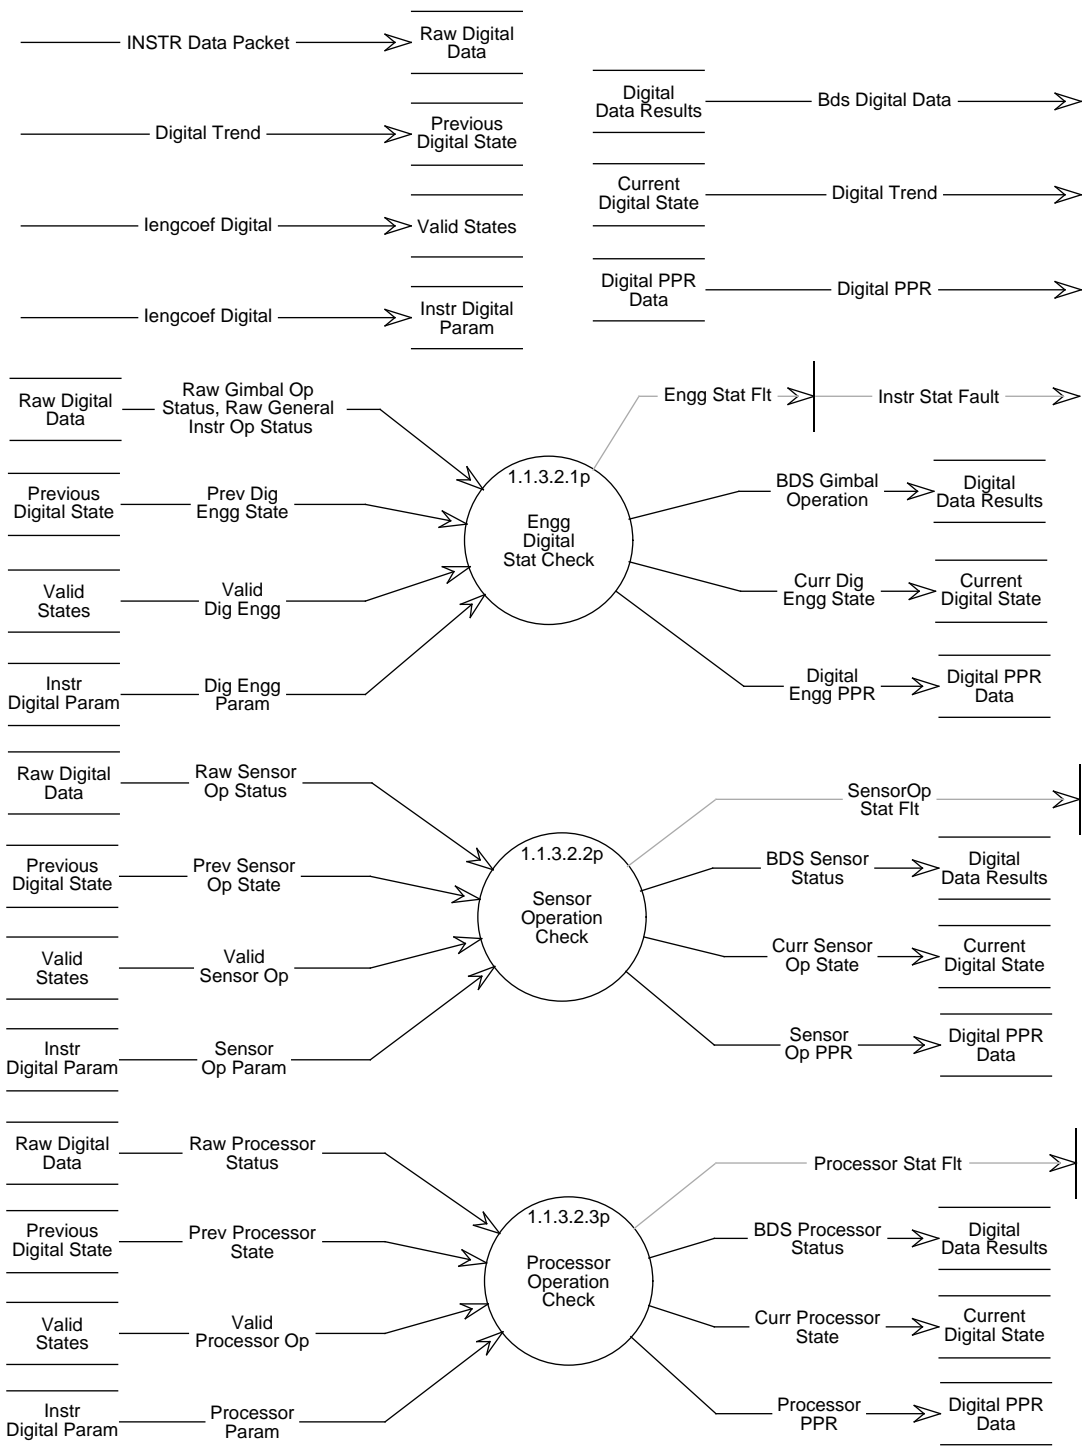 INSTR Data Packet
Raw Digital
Data
Digital Trend
Previous
Digital State
Iengcoef Digital
Valid States
Iengcoef Digital
Instr Digital
Param
Digital
Data Results
Bds Digital Data
Current
Digital State
Digital Trend
Digital PPR
Data
Digital PPR
Raw Digital
Data
Raw Gimbal Op
Status, Raw General
Instr Op Status
Previous
Digital State
Prev Dig
Engg State
Valid
States
Valid
Dig Engg
Instr
Digital Param
Dig Engg
Param
1.1.3.2.1p
Engg
Digital
Stat Check
Engg Stat Flt
Instr Stat Fault
BDS Gimbal
Operation
Digital
Data Results
Curr Dig
Engg State
Current
Digital State
Digital
Engg PPR
Digital PPR
Data
Raw Digital
Data
Raw Sensor
Op Status
Previous
Digital State
Prev Sensor
Op State
Valid
States
Valid
Sensor Op
Instr
Digital Param
Sensor
Op Param
1.1.3.2.2p
Sensor
Operation
Check
SensorOp
Stat Flt
BDS Sensor
Status
Digital
Data Results
Curr Sensor
Op State
Current
Digital State
Sensor
Op PPR
Digital PPR
Data
Raw Digital
Data
Raw Processor
Status
Previous
Digital State
Prev Processor
State
Valid
States
Valid
Processor Op
Instr
Digital Param
Processor
Param
1.1.3.2.3p
Processor
Operation
Check
Processor Stat Flt
BDS Processor
Status
Digital
Data Results
Curr Processor
State
Current
Digital State
Processor
PPR
Digital PPR
Data